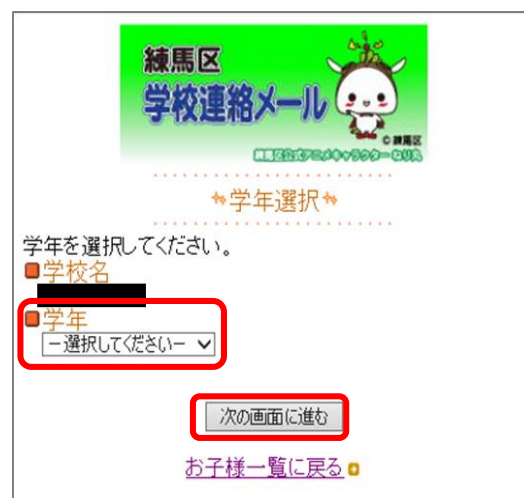 練馬区
学校連絡メール
©練馬区
練馬区公式アニメキャラクター ねり丸
学年選択
学年を選択してください。
■学校名
■学年
－選択してください－
次の画面に進む
お子様一覧に戻る